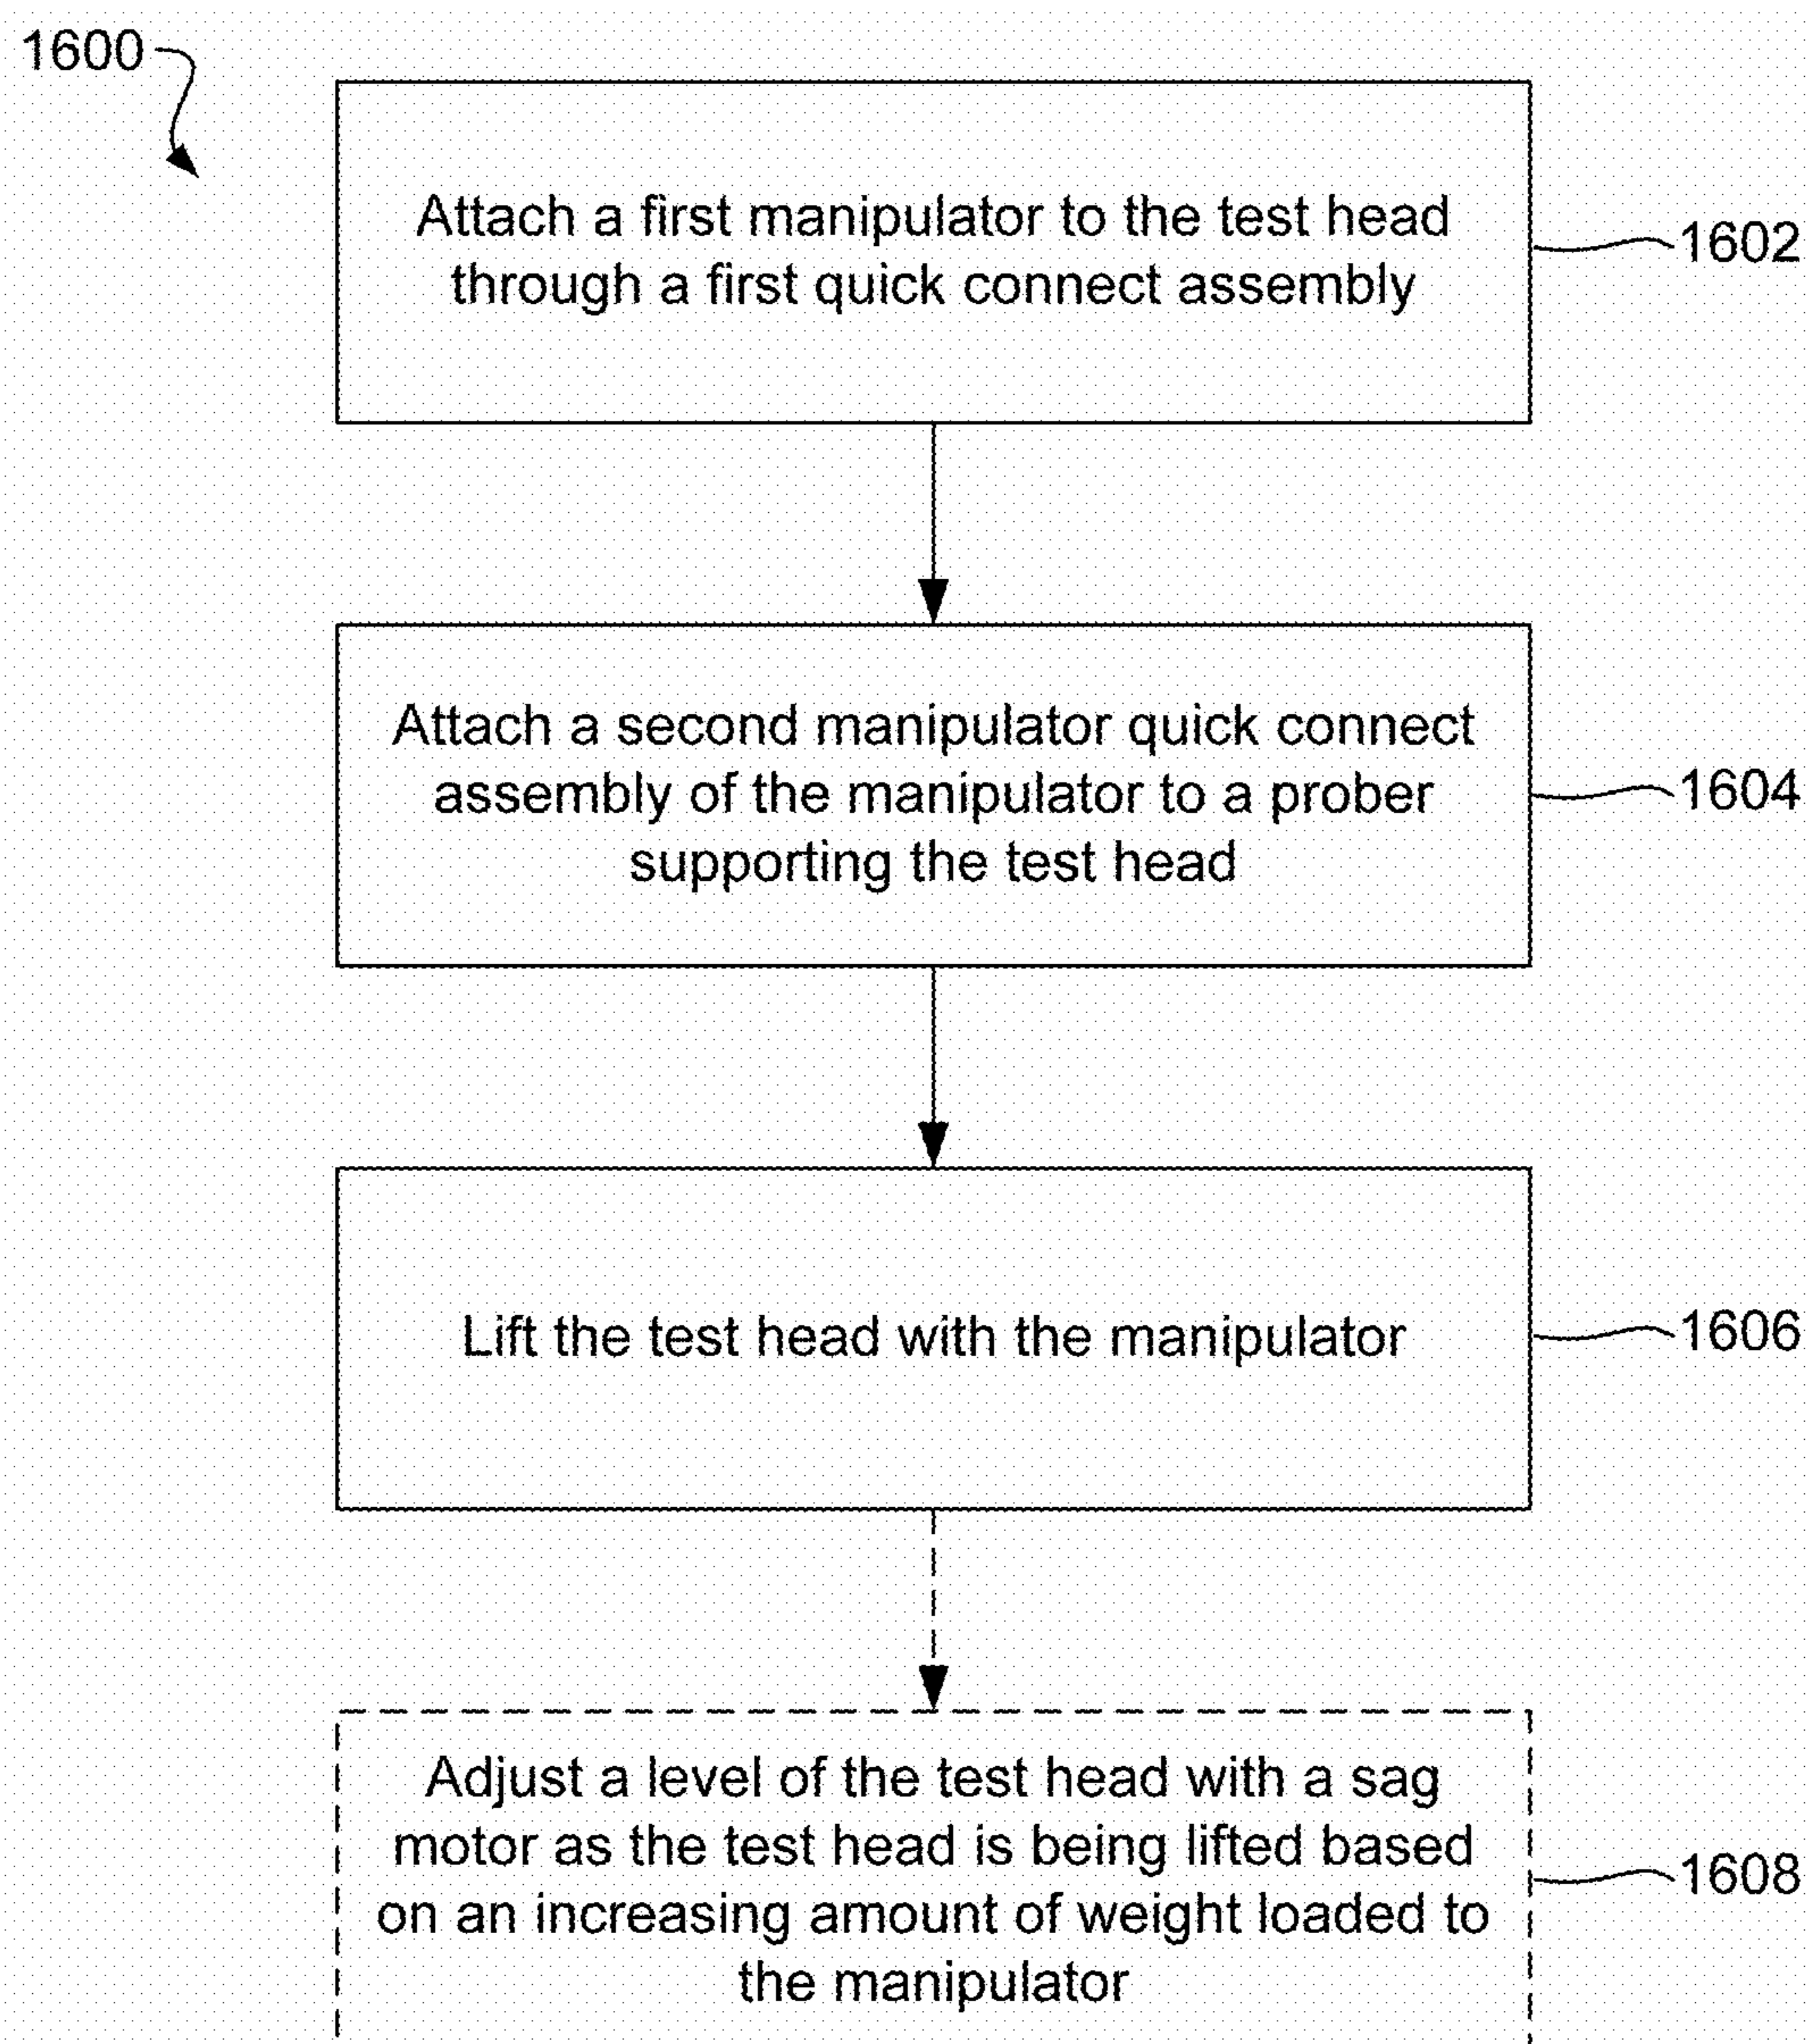 1600
Attach a first manipulator to the test head
through a first quick connect assembly
1602
Attach a second manipulator quick connect
assembly of the manipulator to a prober
supporting the test head
1604
Lift the test head with the manipulator
1606
Adjust a level of the test head with a sag
motor as the test head is being lifted based
on an increasing amount of weight loaded to
the manipulator
1608